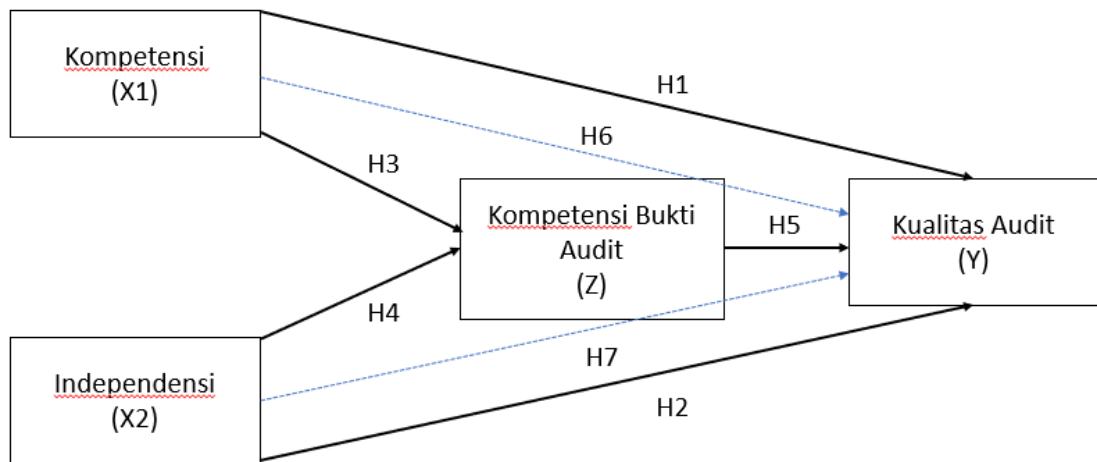 Kompetensi
(X1)
H1
H6
H3
Kompetensi Bukti
Audit
(Z)
H5
Kualitas Audit
(Y)
H4
Independensi
(X2)
H7
H2